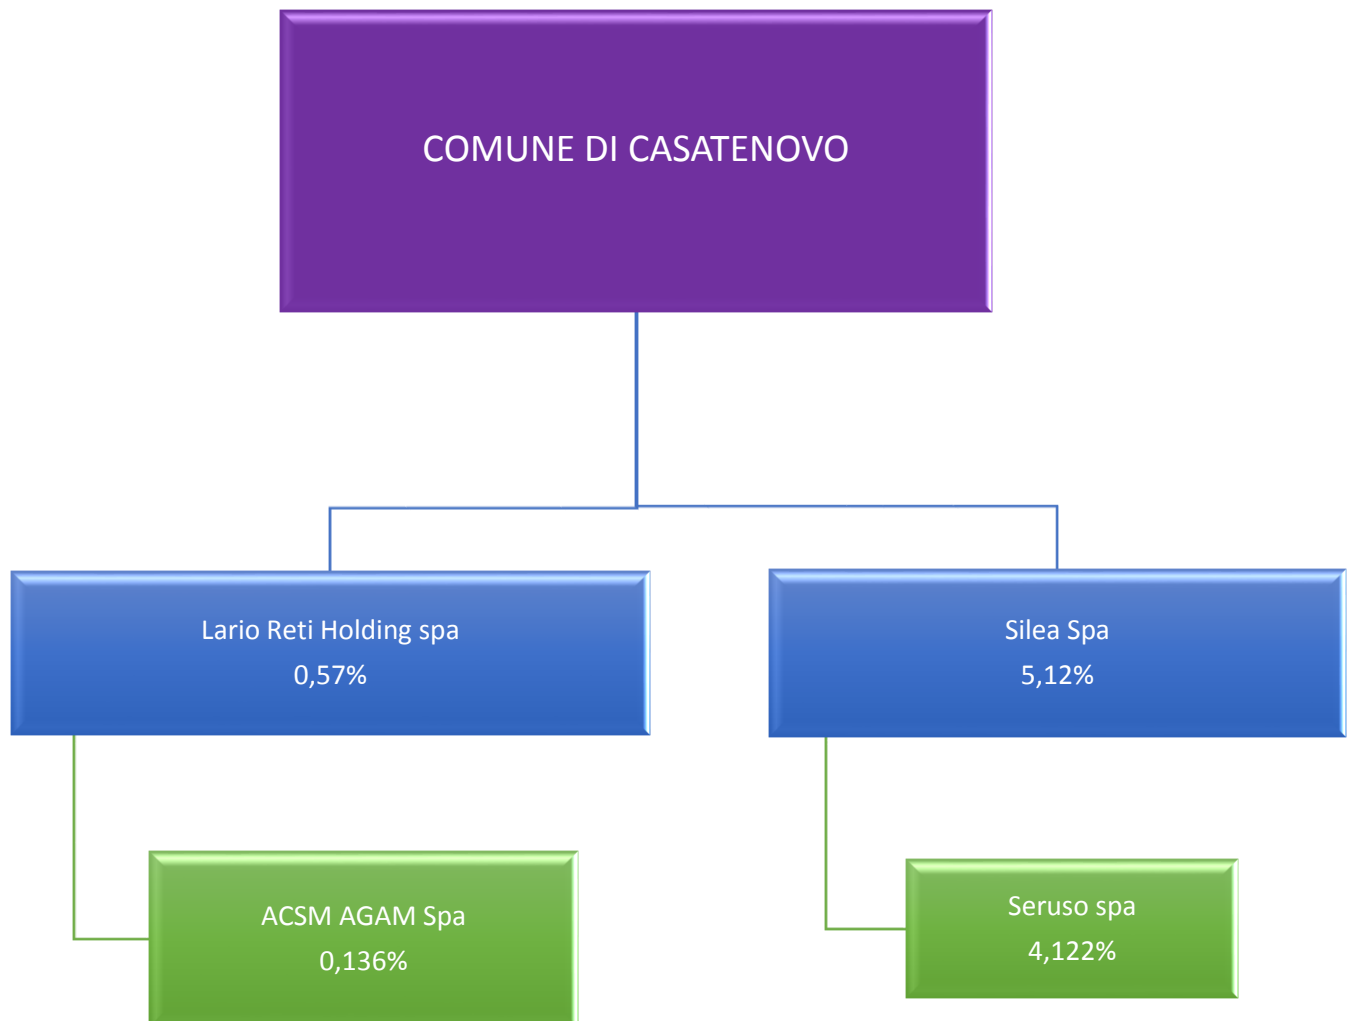 COMUNE DI CASATENOVO
Lario Reti Holding spa
0,57%
Silea Spa
5,12%
ACSM AGAM Spa
0,136%
Seruso spa
4,122%